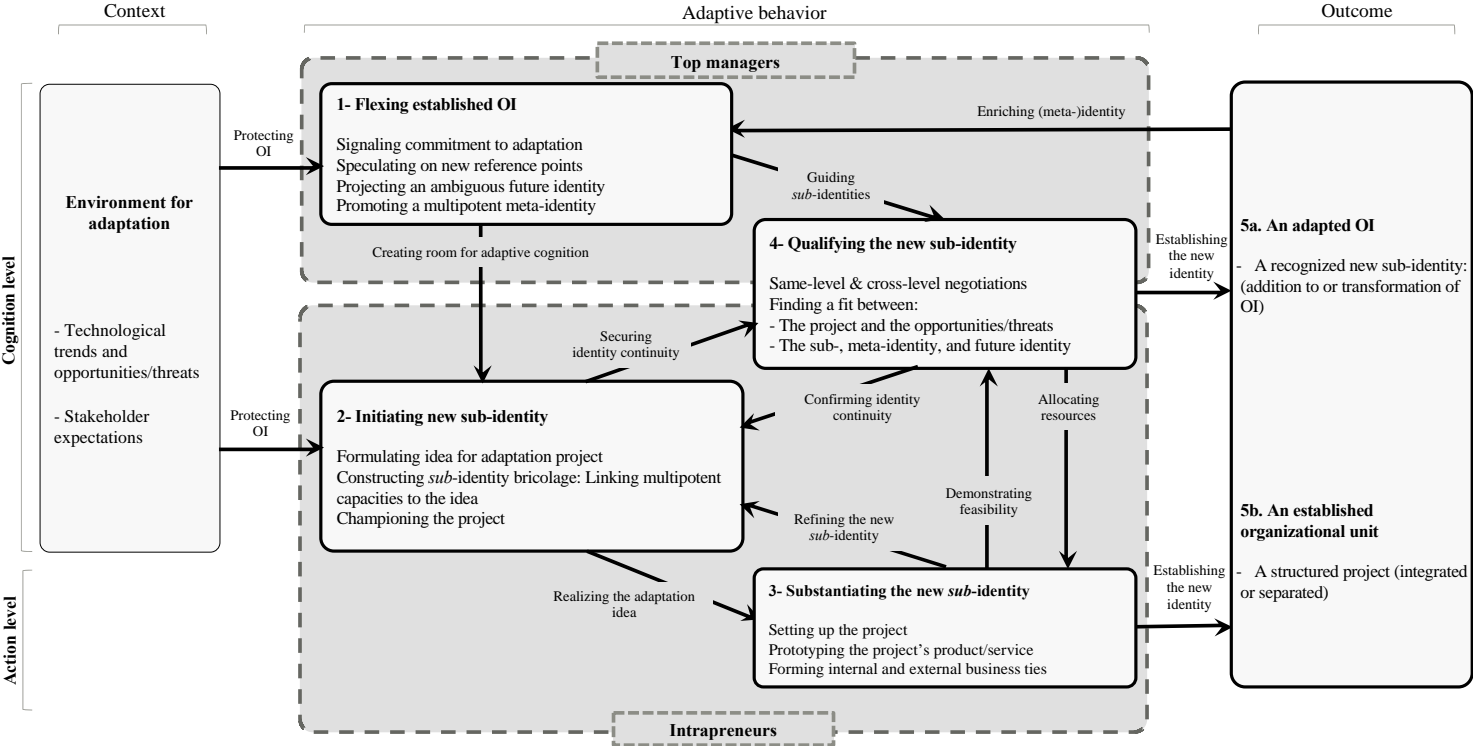 Context
Adaptive behavior
Outcome
Cognition level
Action level
Top managers
Environment for
adaptation
- Technological
trends and
opportunities/threats
- Stakeholder
expectations
Protecting
OI
Protecting
OI
1- Flexing established OI
Signaling commitment to adaptation
Speculating on new reference points
Projecting an ambiguous future identity
Promoting a multipotent meta-identity
Enriching (meta-)identity
Guiding
sub-identities
Creating room for adaptive cognition
4- Qualifying the new sub-identity
Same-level & cross-level negotiations
Finding a fit between:
- The project and the opportunities/threats
- The sub-, meta-identity, and future identity
Securing
identity continuity
Confirming identity
continuity
Allocating
resources
2- Initiating new sub-identity
Formulating idea for adaptation project
Constructing sub-identity bricolage: Linking multipotent
capacities to the idea
Championing the project
Demonstrating
feasibility
Refining the new
sub-identity
Realizing the adaptation
idea
3- Substantiating the new sub-identity
Setting up the project
Prototyping the project’s product/service
Forming internal and external business ties
Establishing
the new
identity
Establishing
the new
identity
5a. An adapted OI
- A recognized new sub-identity:
(addition to or transformation of
OI)
5b. An established
organizational unit
- A structured project (integrated
or separated)
Intrapreneurs